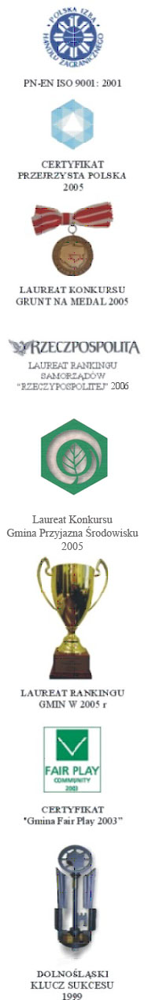 POLSKA IZBA
HANDLU ZAGRANICZNEGO
PN-EN ISO 9001: 2001
CERTYFIKAT
PRZEJRZYSTA POLSKA
2005
LAUREAT KONKURSU
GRUNT NA MEDAL 2005
RZECZPOSPOLITA
LAUREAT RANKINGU
SAMORZĄDÓW
"RZECZYPOSPOLITEJ" 2006
Laureat Konkursu
Gmina Przyjazna Środowisku
2005
LAUREAT RANKINGU
GMIN W 2005 r
FAIR PLAY
COMMUNITY
2003
CERTYFIKAT
"Gmina Fair Play 2003"
DOLNOŚLĄSKI
KLUCZ SUKCESU
1999